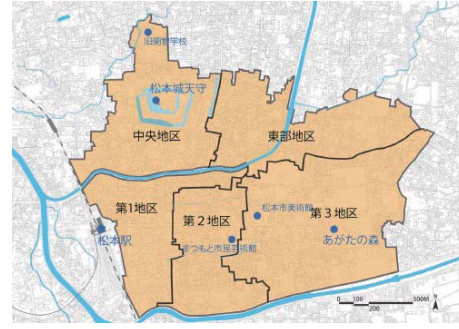 旧開智学校
松本城天守
中央地区
東部地区
第1地区
第2地区
松本市美術館
第3地区
松本駅
まつもと市民芸術館
あがたの森
0 100 500M
200
N